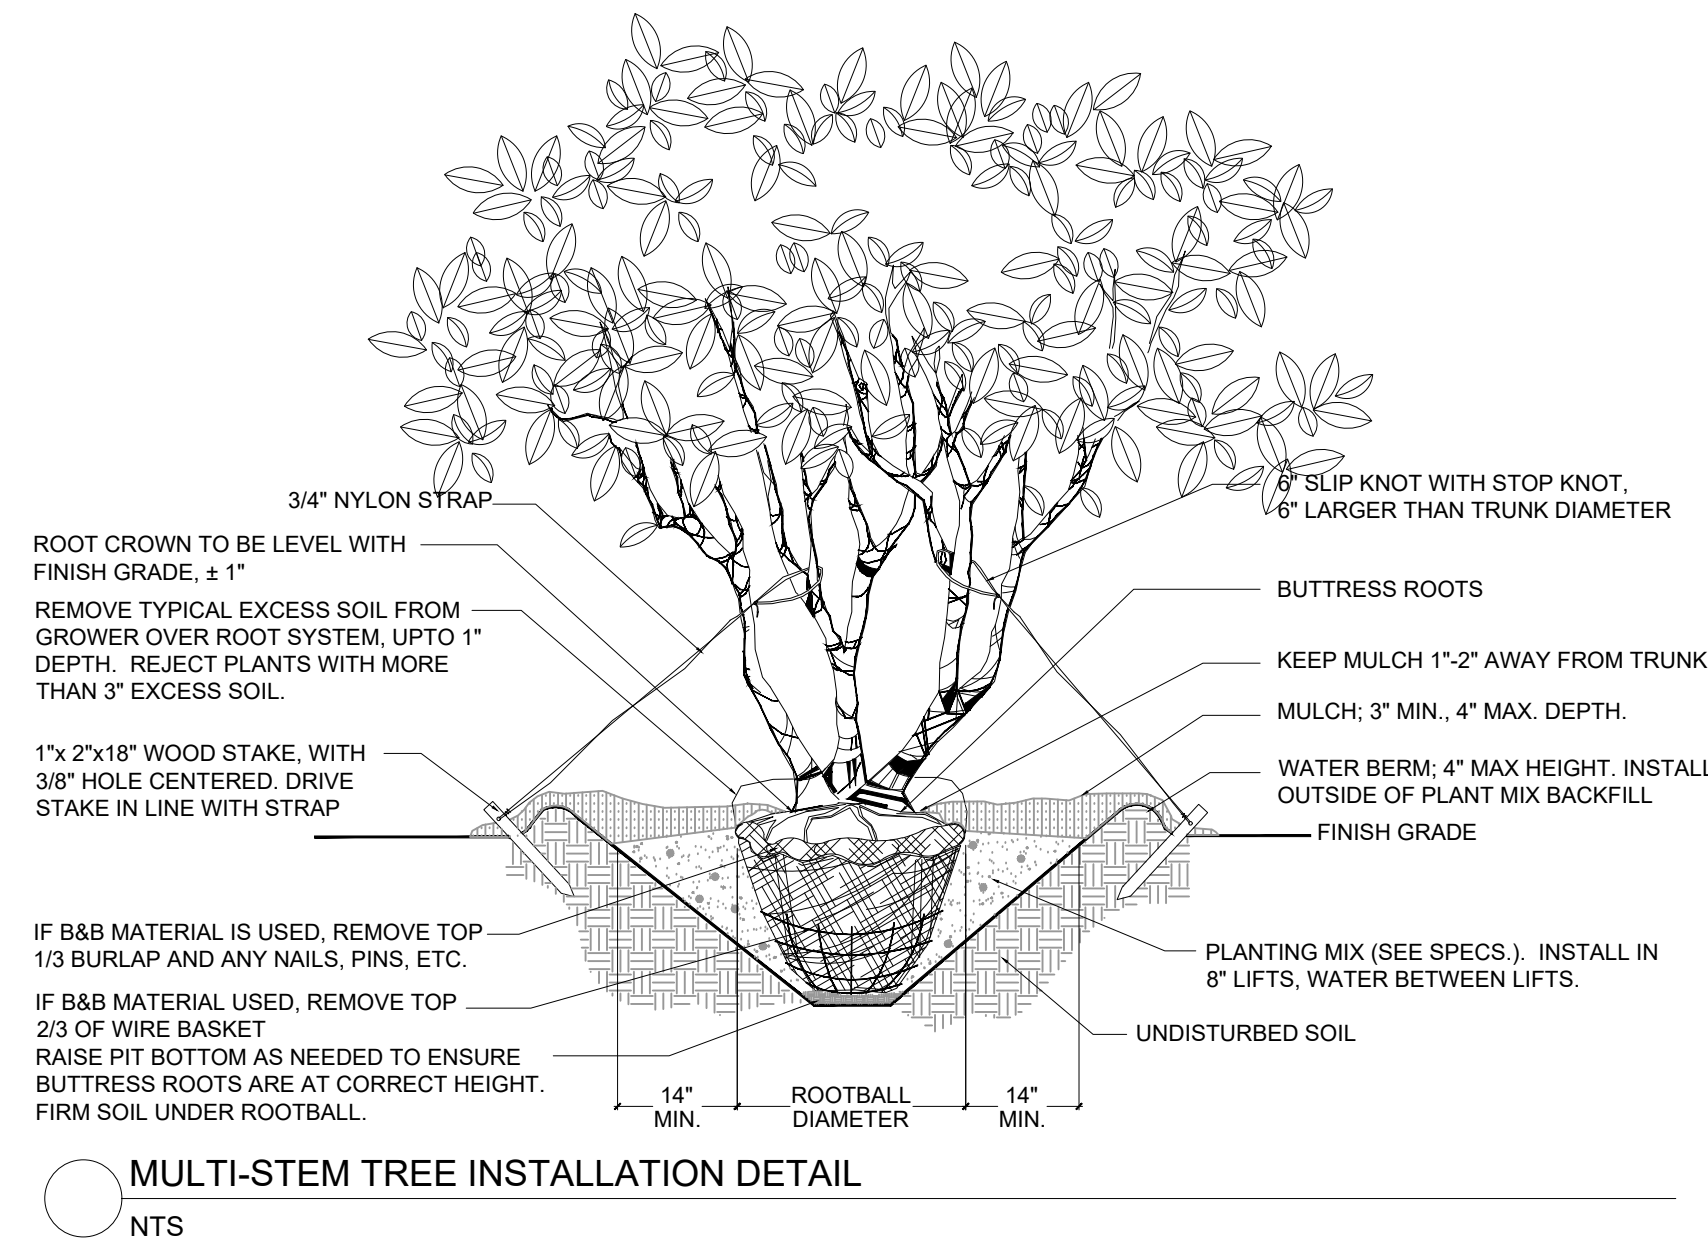 3/4" NYLON STRAP
ROOT CROWN TO BE LEVEL WITH
FINISH GRADE, ± 1"
REMOVE TYPICAL EXCESS SOIL FROM
GROWER OVER ROOT SYSTEM, UPTO 1"
DEPTH. REJECT PLANTS WITH MORE
THAN 3" EXCESS SOIL.
1"x 2"x18" WOOD STAKE, WITH
3/8" HOLE CENTERED. DRIVE
STAKE IN LINE WITH STRAP
IF B&B MATERIAL IS USED, REMOVE TOP
1/3 BURLAP AND ANY NAILS, PINS, ETC.
IF B&B MATERIAL USED, REMOVE TOP
2/3 OF WIRE BASKET
RAISE PIT BOTTOM AS NEEDED TO ENSURE
BUTTRESS ROOTS ARE AT CORRECT HEIGHT.
FIRM SOIL UNDER ROOTBALL.
6" SLIP KNOT WITH STOP KNOT,
6" LARGER THAN TRUNK DIAMETER
BUTTRESS ROOTS
KEEP MULCH 1"-2" AWAY FROM TRUNK
MULCH; 3" MIN., 4" MAX. DEPTH.
WATER BERM; 4" MAX HEIGHT. INSTALL
OUTSIDE OF PLANT MIX BACKFILL
FINISH GRADE
PLANTING MIX (SEE SPECS.). INSTALL IN
8" LIFTS, WATER BETWEEN LIFTS.
UNDISTURBED SOIL
14"
MIN.
ROOTBALL
DIAMETER
14"
MIN.
MULTI-STEM TREE INSTALLATION DETAIL
NTS